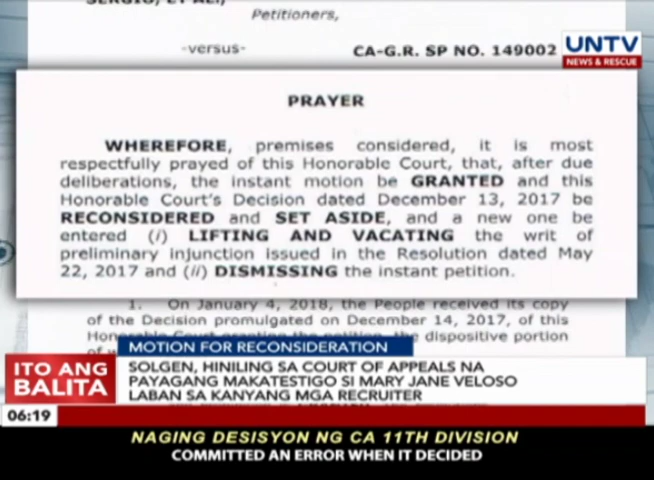 SERGIO, ET AL.,
Petitioners,
-versus-
CA-G.R. SP NO. 149002
UNTV
NEWS & RESCUE
PRAYER
WHEREFORE, premises considered, it is most
respectfully prayed of this Honorable Court, that, after due
deliberations, the instant motion be GRANTED and this
Honorable Court's Decision dated December 13, 2017 be
RECONSIDERED and SET ASIDE, and a new one be
entered (i) LIFTING AND VACATING the writ of
preliminary injunction issued in the Resolution dated May
22, 2017 and (ii) DISMISSING the instant petition.
1. On January 4, 2018, the People received its copy
of the Decision promulgated on December 14, 2017, of this
the dispositive portion
MOTION FOR RECONSIDERATION
ITO ANG
BALITA
SOLGEN, HINILING SA COURT OF APPEALS NA
PAYAGANG MAKATESTIGO SI MARY JANE VELOSO
LABAN SA KANYANG MGA RECRUITER
06:19
NAGING DESISYON NG CA 11TH DIVISION
COMMITTED AN ERROR WHEN IT DECIDED